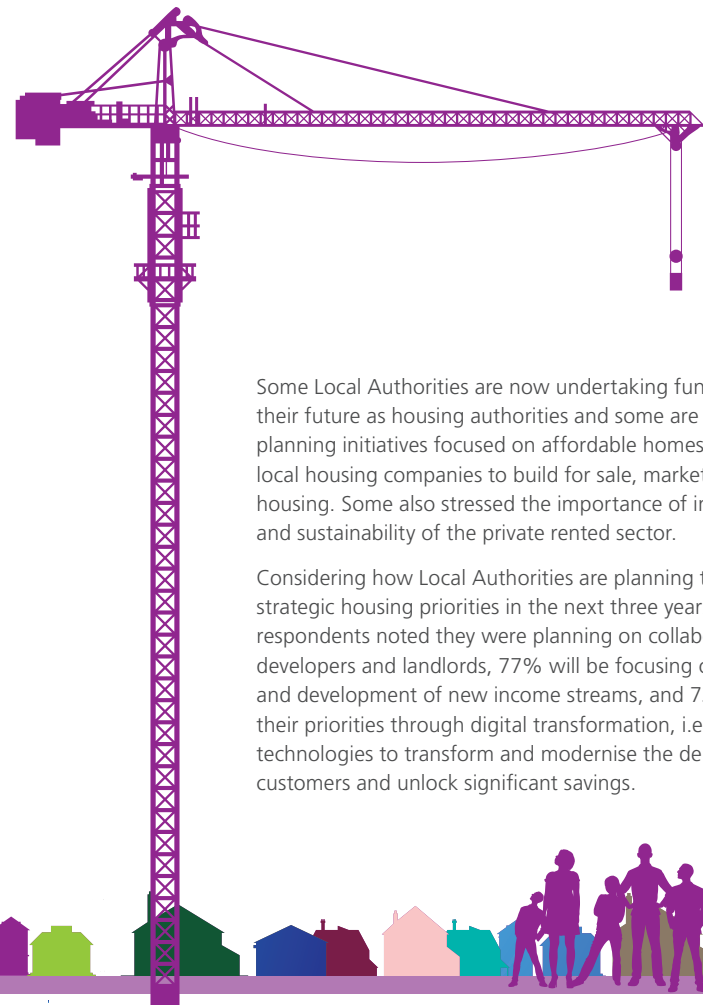 Some Local Authorities are now undertaking fun
their future as housing authorities and some are
planning initiatives focused on affordable homes
local housing companies to build for sale, market
housing. Some also stressed the importance of i
and sustainability of the private rented sector.
Considering how Local Authorities are planning t
strategic housing priorities in the next three year
respondents noted they were planning on collab
developers and landlords, 77% will be focusing o
and development of new income streams, and 7
their priorities through digital transformation, i.e
technologies to transform and modernise the de
customers and unlock significant savings.